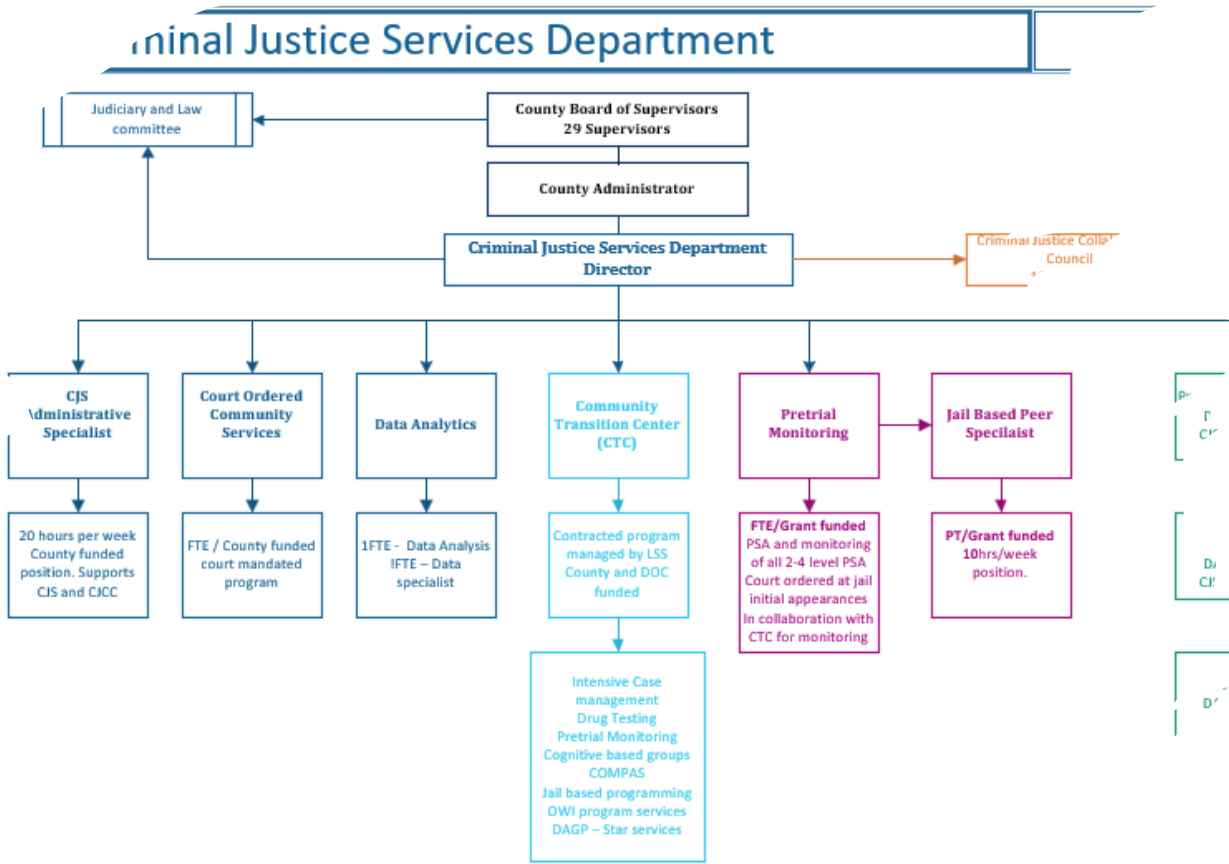 Justice Services Department
Judiciary and Law
committee
County Board of Supervisors
29 Supervisors
County Administrator
Criminal Justice Services Department
Director
Criminal Justice
Council
CJS
Specialist
Court Ordered
Community
Services
Data Analytics
Community
Transition Center
(CTC)
Pretrial
Monitoring
Jail Based Peer
Specilaist
20 hours per week
County funded
position. Supports
CJS and CJCC
FTE / County funded
court mandated
program
1FTE - Data Analysis
!FTE – Data
specialist
Contracted program
managed by LSS
County and DOC
funded
FTE/Grant funded
PSA and monitoring
of all 2-4 level PSA
Court ordered at jail
initial appearances
In collaboration with
CTC for monitoring
PT/Grant funded
10hrs/week
position.
Intensive Case
management
Drug Testing
Pretrial Monitoring
Cognitive based groups
COMPAS
Jail based programming
OWI program services
DAGP – Star services